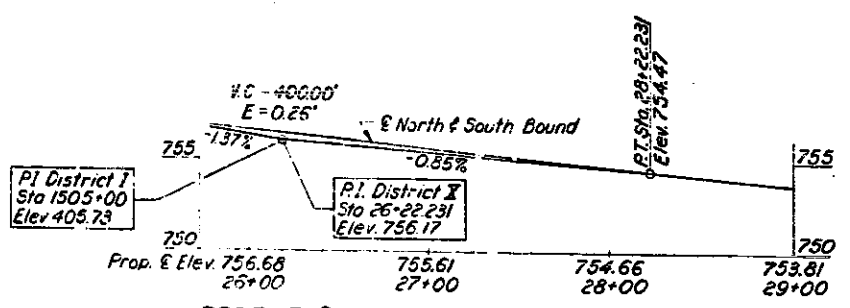 V.C - 400.00'
E = 0.26'
℄ North & South Bound
P.T. Sta. 28+22.231
Elev. 754.47
-1.37%
-0.85%
755
755
P.I. District I
Sta 1505+00
Elev 405.73
P.I. District X
Sta 26+22.231
Elev. 756.17
750
750
Prop. ℄ Elev. 756.68 755.61 754.66 753.81
26+00 27+00 28+00 29+00